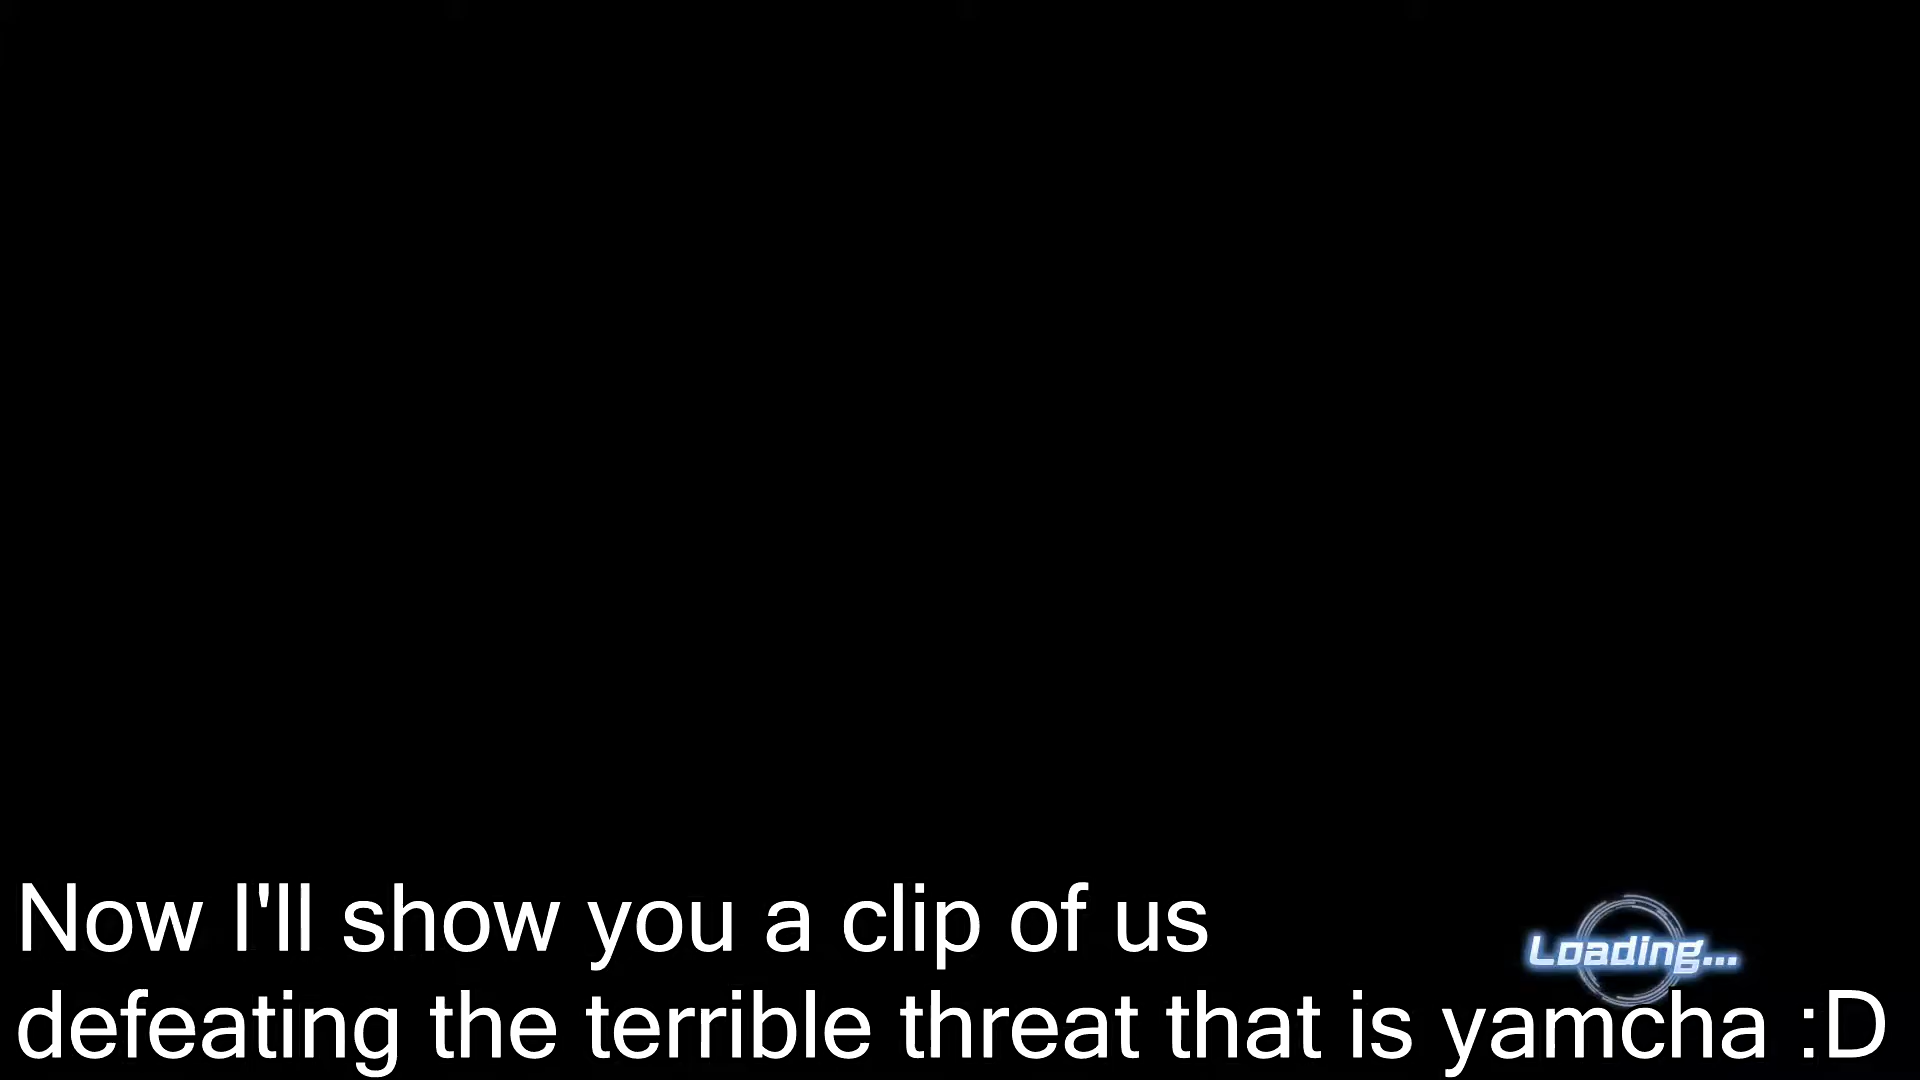 Now I'll show you a clip of us
Loading...
defeating the terrible threat that is yamcha :D